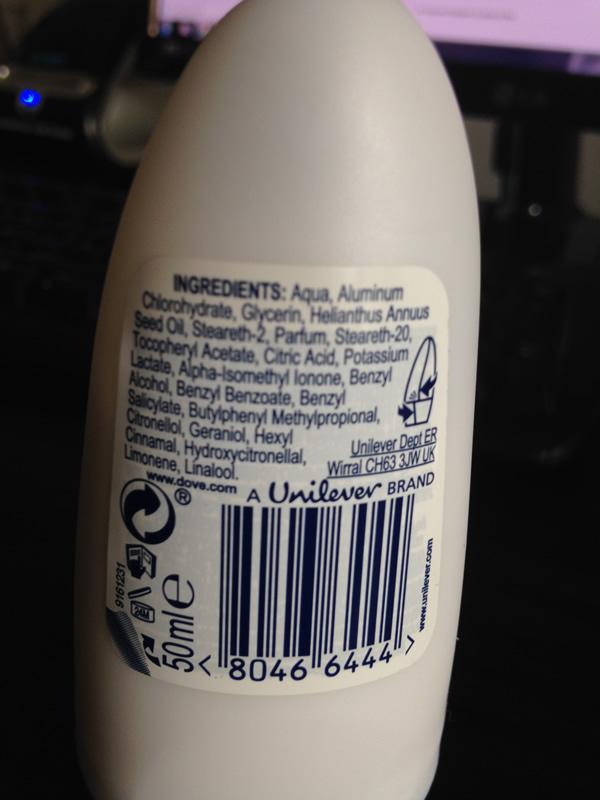 INGREDIENTS: Aqua, Aluminum
Chlorohydrate, Glycerin, Helianthus Annuus
Seed Oil, Steareth-2, Parfum, Steareth-20,
Tocopheryl Acetate, Citric Acid, Potassium
Lactate, Alpha-Isomethyl Ionone, Benzyl
Alcohol, Benzyl Benzoate, Benzyl
Salicylate, Butylphenyl Methylpropional,
Citronellol, Geraniol, Hexyl
Cinnamal, Hydroxycitronellal,
Limonene, Linalool.
Unilever Dept ER
Wirral CH63 3JW UK
www.dove.com
®
A Unilever BRAND
www.unilever.com
9161231
24M
50ml e
< 8046 6444 >
LG